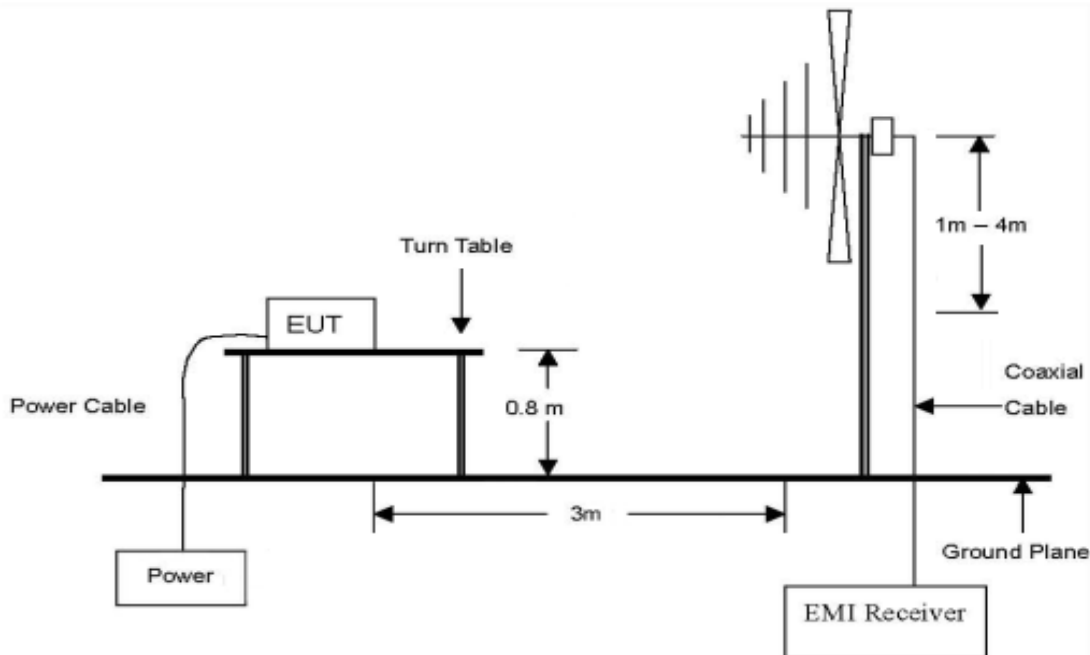 1m – 4m
Turn Table
EUT
Coaxial
Cable
Power Cable
0.8 m
3m
Ground Plane
Power
EMI Receiver